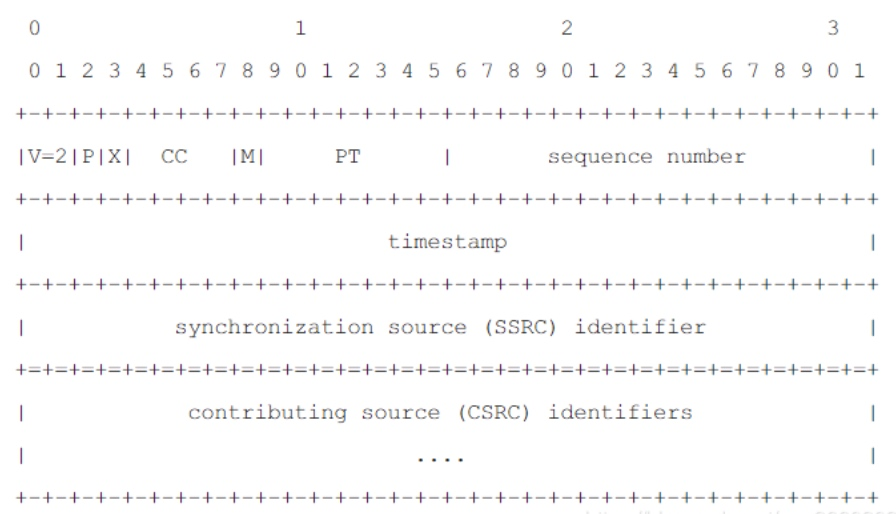 0                   1                   2                   3
0 1 2 3 4 5 6 7 8 9 0 1 2 3 4 5 6 7 8 9 0 1 2 3 4 5 6 7 8 9 0 1
+-+-+-+-+-+-+-+-+-+-+-+-+-+-+-+-+-+-+-+-+-+-+-+-+-+-+-+-+-+-+-+-+
|V=2|P|X|  CC   |M|     PT      |       sequence number         |
+-+-+-+-+-+-+-+-+-+-+-+-+-+-+-+-+-+-+-+-+-+-+-+-+-+-+-+-+-+-+-+-+
|                           timestamp                           |
+-+-+-+-+-+-+-+-+-+-+-+-+-+-+-+-+-+-+-+-+-+-+-+-+-+-+-+-+-+-+-+-+
|           synchronization source (SSRC) identifier            |
+=+=+=+=+=+=+=+=+=+=+=+=+=+=+=+=+=+=+=+=+=+=+=+=+=+=+=+=+=+=+=+=+
|            contributing source (CSRC) identifiers             |
|                             ....                              |
+-+-+-+-+-+-+-+-+-+-+-+-+-+-+-+-+-+-+-+-+-+-+-+-+-+-+-+-+-+-+-+-+